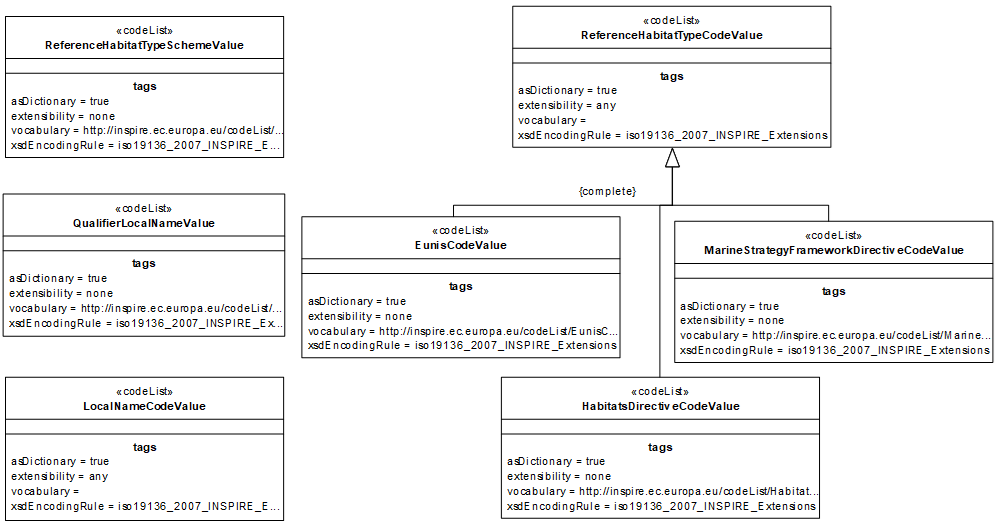 «codeList»
ReferenceHabitatTypeSchemeValue
tags
asDictionary = true
extensibility = none
vocabulary = http://inspire.ec.europa.eu/codeList/...
xsdEncodingRule = iso19136_2007_INSPIRE_E...
«codeList»
ReferenceHabitatTypeCodeValue
tags
asDictionary = true
extensibility = any
vocabulary =
xsdEncodingRule = iso19136_2007_INSPIRE_Extensions
{complete}
«codeList»
QualifierLocalNameValue
tags
asDictionary = true
extensibility = none
vocabulary = http://inspire.ec.europa.eu/codeList/...
xsdEncodingRule = iso19136_2007_INSPIRE_Ex...
«codeList»
EunisCodeValue
tags
asDictionary = true
extensibility = none
vocabulary = http://inspire.ec.europa.eu/codeList/EunisC...
xsdEncodingRule = iso19136_2007_INSPIRE_Extensions
«codeList»
MarineStrategyFrameworkDirectiveCodeValue
tags
asDictionary = true
extensibility = none
vocabulary = http://inspire.ec.europa.eu/codeList/Marine...
xsdEncodingRule = iso19136_2007_INSPIRE_Extensions
«codeList»
LocalNameCodeValue
tags
asDictionary = true
extensibility = any
vocabulary =
xsdEncodingRule = iso19136_2007_INSPIRE_E...
«codeList»
HabitatsDirectiveCodeValue
tags
asDictionary = true
extensibility = none
vocabulary = http://inspire.ec.europa.eu/codeList/Habitat...
xsdEncodingRule = iso19136_2007_INSPIRE_Extensions